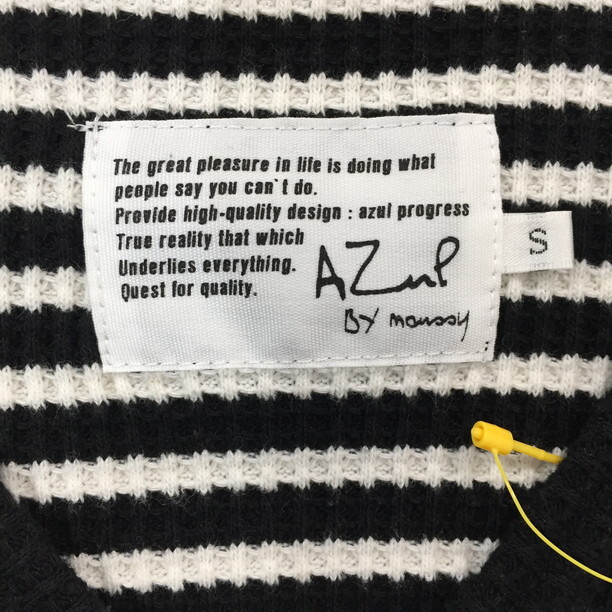 The great pleasure in life is doing what
people say you can`t do.
Provide high-quality design : azul progress
True reality that which
Underlies everything.
Quest for quality.
AZUL
BY moussy
S